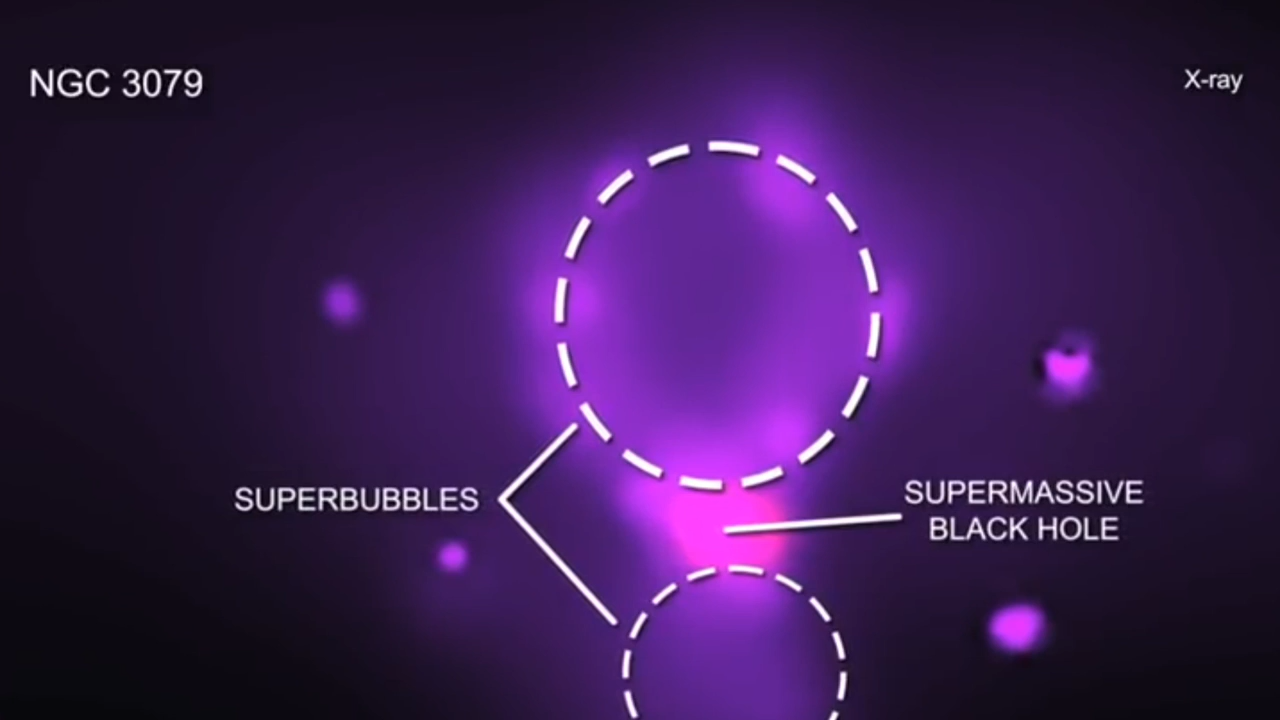 NGC 3079
X-ray
SUPERBUBBLES
SUPERMASSIVE
BLACK HOLE